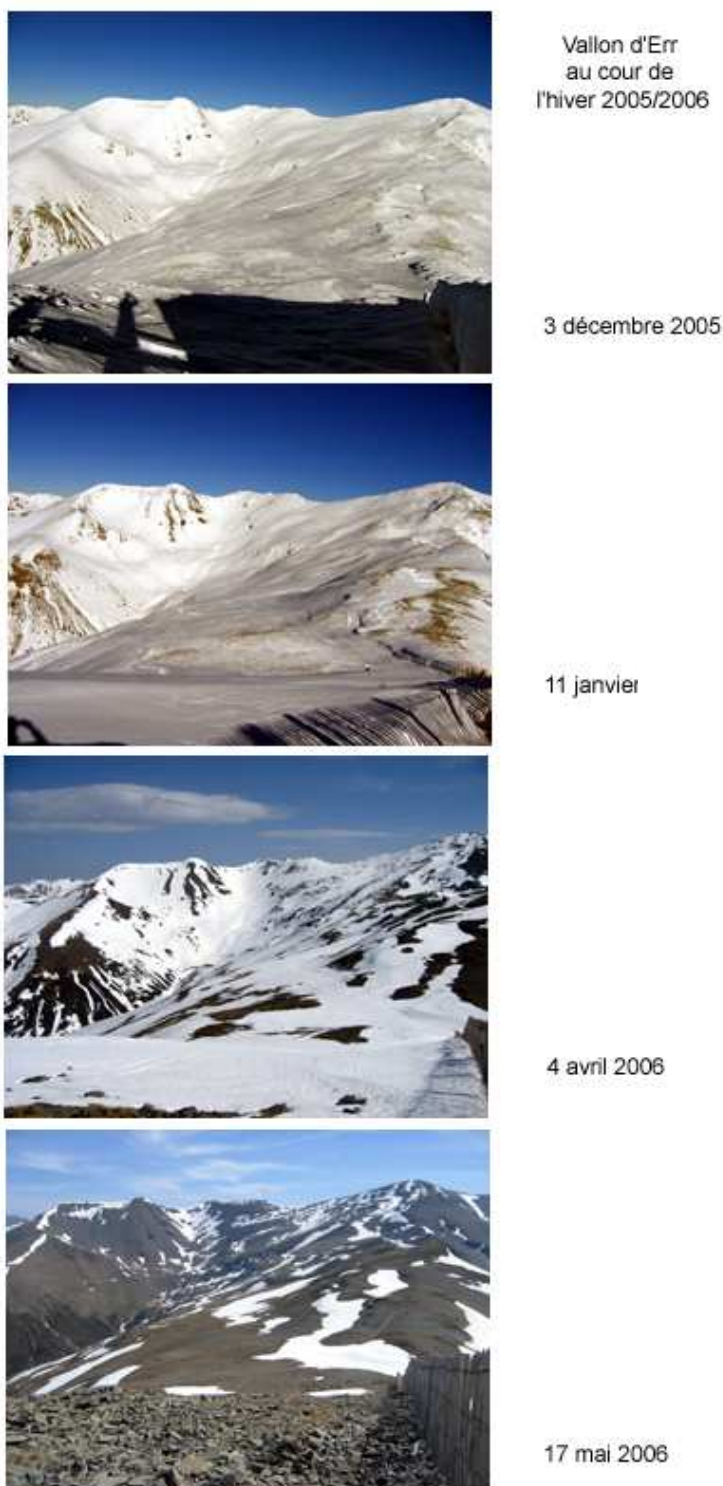 Vallon d'Err
au cour de
l'hiver 2005/2006
3 décembre 2005
11 janvier
4 avril 2006
17 mai 2006